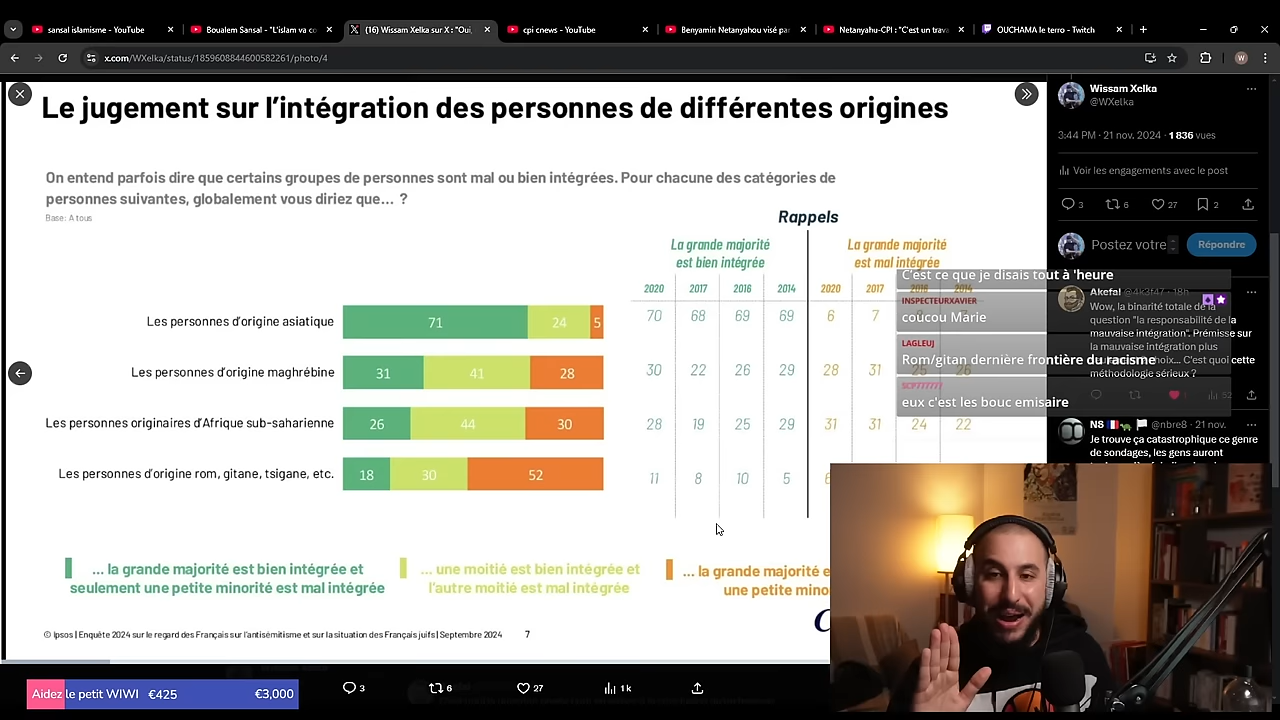 sansal islamisme - YouTube
Boualem Sansal - "L'islam va co
(16) Wissam Xelka sur X : "Oui,
cpi cnews - YouTube
Benyamin Netanyahou visé par
Netanyahu-CPI : "C'est un trava
OUCHAMA le terro - Twitch
x.com/WXelka/status/1859608844600582261/photo/4
W
Le jugement sur l'intégration des personnes de différentes origines
On entend parfois dire que certains groupes de personnes sont mal ou bien intégrées. Pour chacune des catégories de
personnes suivantes, globalement vous diriez que... ?
Base: A tous
Rappels
La grande majorité
est bien intégrée
La grande majorité
est mal intégrée
2020 2017 2016 2014 2020 2017 2016 2014
Les personnes d'origine asiatique 71 24 5 70 68 69 69 6 7
Les personnes d'origine maghrébine 31 41 28 30 22 26 29 28 31 25 26
Les personnes originaires d'Afrique sub-saharienne 26 44 30 28 19 25 29 31 31 24 22
Les personnes d'origine rom, gitane, tsigane, etc. 18 30 52 11 8 10 5 6
... la grande majorité est bien intégrée et
seulement une petite minorité est mal intégrée
... une moitié est bien intégrée et
l'autre moitié est mal intégrée
... la grande majorité e
une petite mino
© Ipsos | Enquête 2024 sur le regard des Français sur l'antisémitisme et sur la situation des Français juifs | Septembre 2024 7
Wissam Xelka
@WXelka
3:44 PM · 21 nov. 2024 · 1 836 vues
Voir les engagements avec le post
3 6 27 2
Postez votre
Répondre
C'est ce que je disais tout à 'heure
INSPECTEURXAVIER
coucou Marie
LAGLEUJ
Rom/gitan dernière frontière du racisme
SCP777777
eux c'est les bouc emisaire
Akefal @4k3f47 · 18h
Wow, la binarité totale de la
question "la responsabilité de la
mauvaise intégration". Prémisse sur
la mauvaise intégration plus
choix... C'est quoi cette
méthodologie sérieux ?
NS @nbre8 · 21 nov.
Je trouve ça catastrophique ce genre
de sondages, les gens auront
Aidez le petit WIWI €425 €3,000
3 6 27 1 k